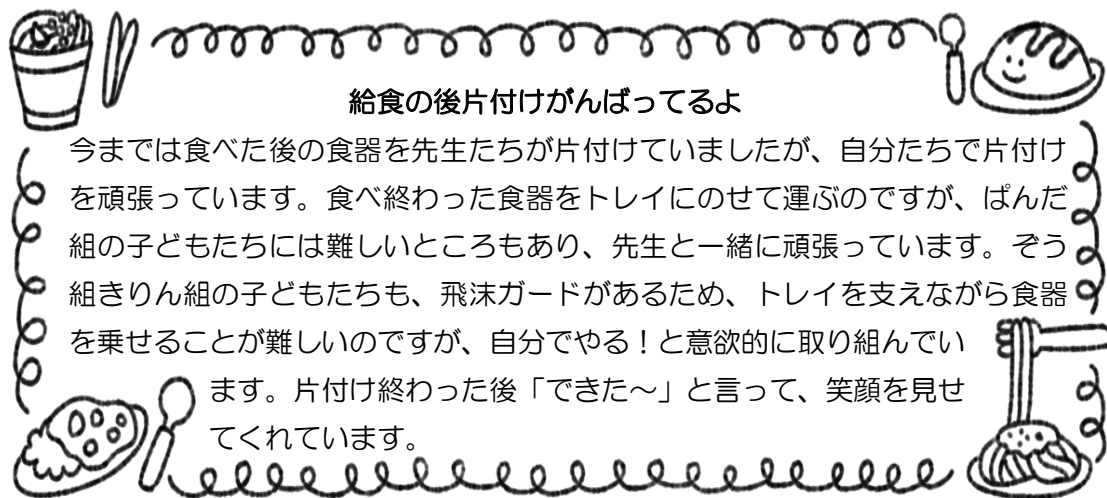 給食の後片付けがんばってるよ
今までは食べた後の食器を先生たちが片付けていましたが、自分たちで片付け
を頑張っています。食べ終わった食器をトレイにのせて運ぶのですが、ぱんだ
組の子どもたちには難しいところもあり、先生と一緒に頑張っています。ぞう
組きりん組の子どもたちも、飛沫ガードがあるため、トレイを支えながら食器
を乗せることが難しいのですが、自分でやる！と意欲的に取り組んでい
ます。片付け終わった後「できた～」と言って、笑顔を見せ
てくれています。